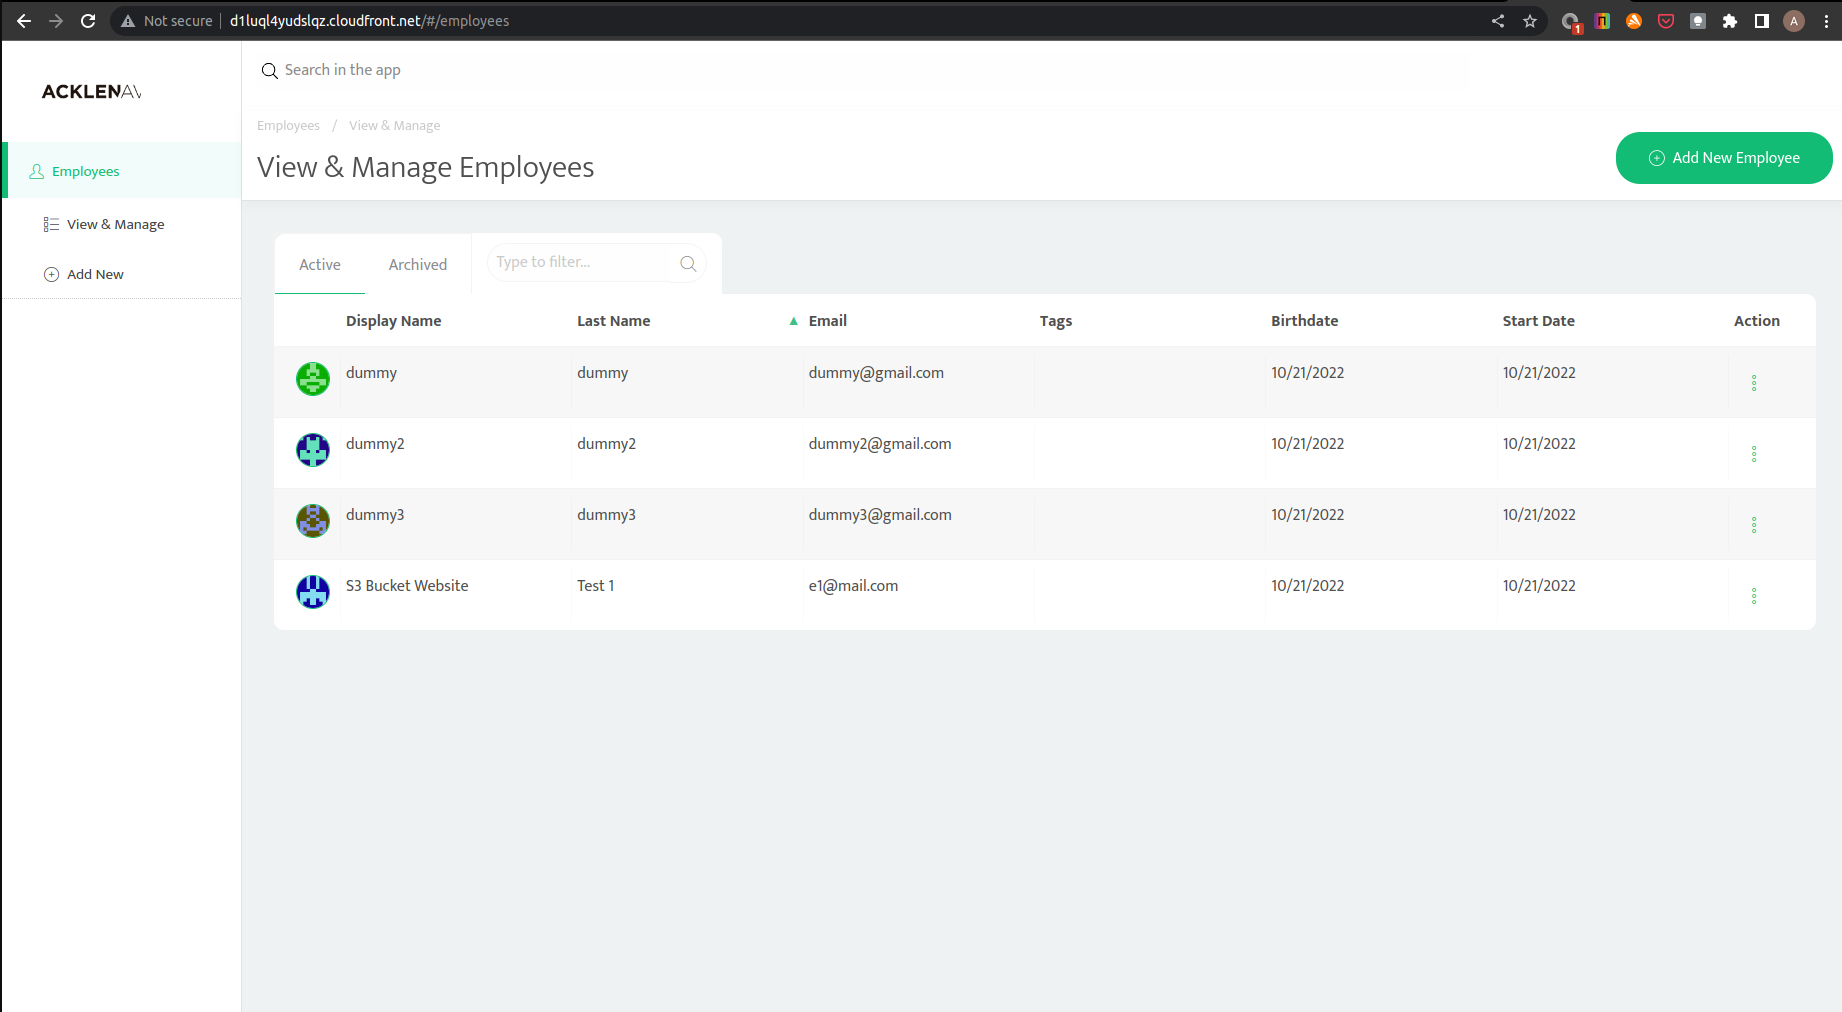 Not secure d1luql4yudslqz.cloudfront.net/#/employees 1 A
ACKLENAV
Search in the app
Employees / View & Manage
View & Manage Employees
Add New Employee
Employees
View & Manage
Add New
Active Archived Type to filter...
Display Name Last Name ▲ Email Tags Birthdate Start Date Action
dummy dummy dummy@gmail.com 10/21/2022 10/21/2022
dummy2 dummy2 dummy2@gmail.com 10/21/2022 10/21/2022
dummy3 dummy3 dummy3@gmail.com 10/21/2022 10/21/2022
S3 Bucket Website Test 1 e1@mail.com 10/21/2022 10/21/2022